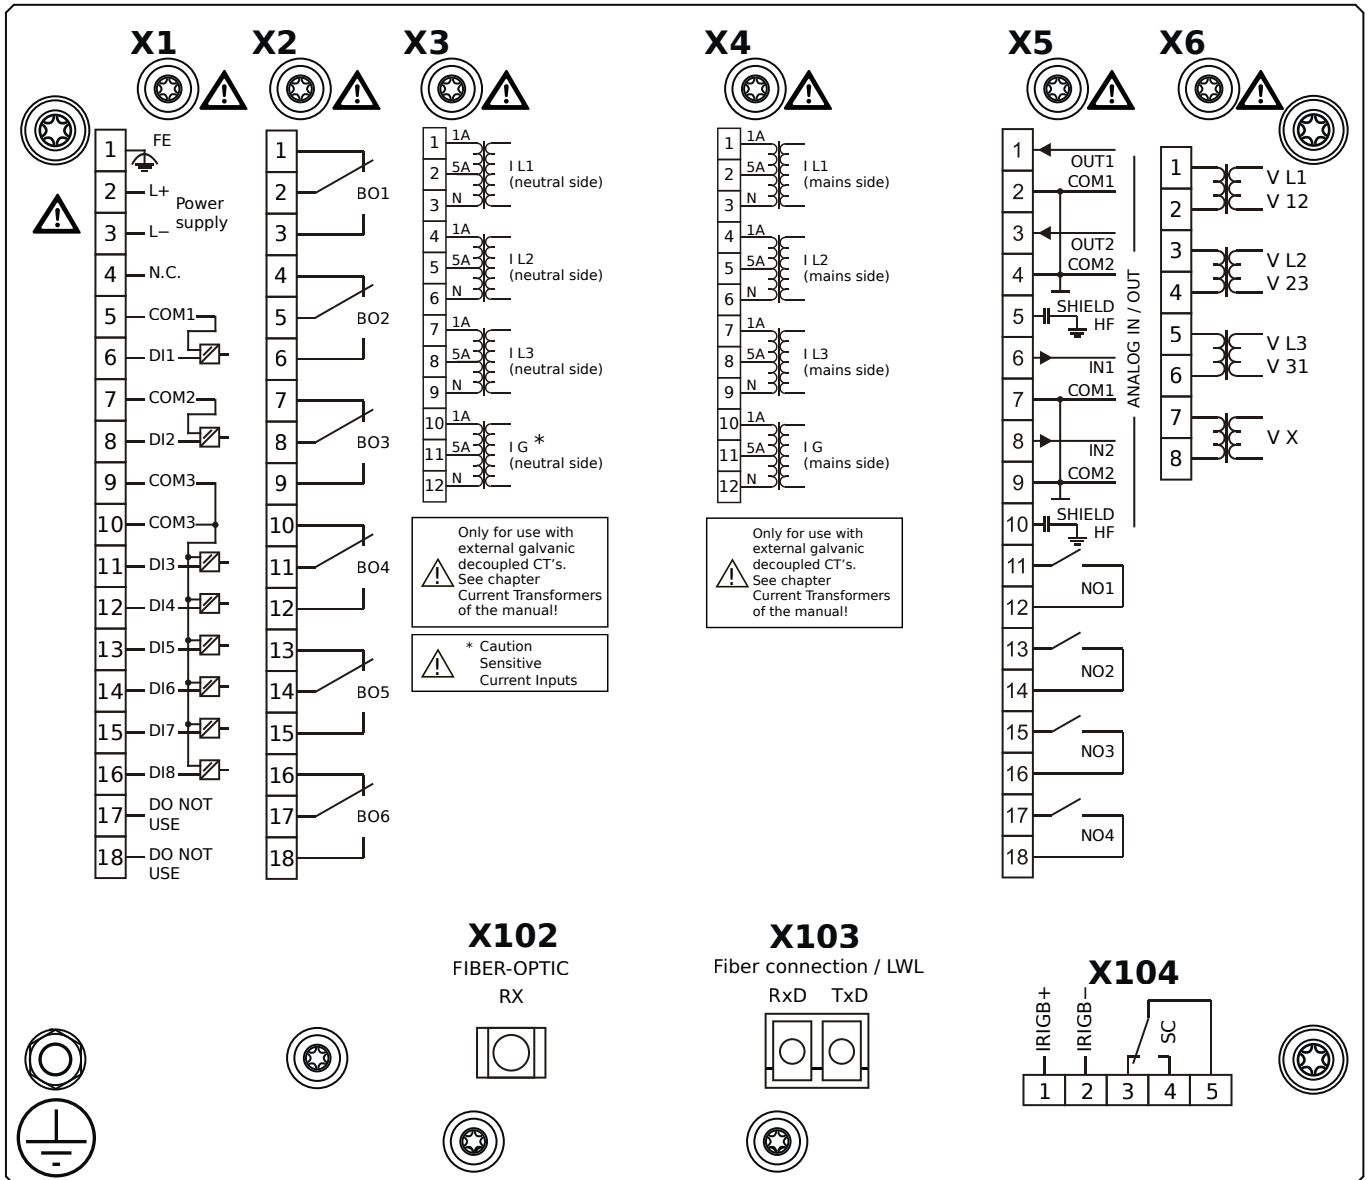 X1
1
FE
2
L+
Power
supply
3
L−
4
N.C.
5
COM1
6
DI1
7
COM2
8
DI2
9
COM3
10
COM3
11
DI3
12
DI4
13
DI5
14
DI6
15
DI7
16
DI8
17
DO NOT
USE
18
DO NOT
USE
X2
1
2
BO1
3
4
5
BO2
6
7
8
BO3
9
10
11
BO4
12
13
14
BO5
15
16
17
BO6
18
X3
1
1A
2
5A
I L1
(neutral side)
3
N
4
1A
5
5A
I L2
(neutral side)
6
N
7
1A
8
5A
I L3
(neutral side)
9
N
10
1A
11
5A
I G *
(neutral side)
12
N
Only for use with
external galvanic
decoupled CT's.
See chapter
Current Transformers
of the manual!
* Caution
Sensitive
Current Inputs
X4
1
1A
2
5A
I L1
(mains side)
3
N
4
1A
5
5A
I L2
(mains side)
6
N
7
1A
8
5A
I L3
(mains side)
9
N
10
1A
11
5A
I G
(mains side)
12
N
Only for use with
external galvanic
decoupled CT's.
See chapter
Current Transformers
of the manual!
X5
1
OUT1
2
COM1
3
OUT2
4
COM2
5
SHIELD
HF
6
IN1
7
COM1
8
IN2
9
COM2
10
SHIELD
HF
ANALOG IN / OUT
11
NO1
12
13
NO2
14
15
NO3
16
17
NO4
18
X6
1
V L1
2
V 12
3
V L2
4
V 23
5
V L3
6
V 31
7
V X
8
X102
FIBER-OPTIC
RX
X103
Fiber connection / LWL
RxD TxD
X104
IRIGB+
IRIGB−
SC
1 2 3 4 5